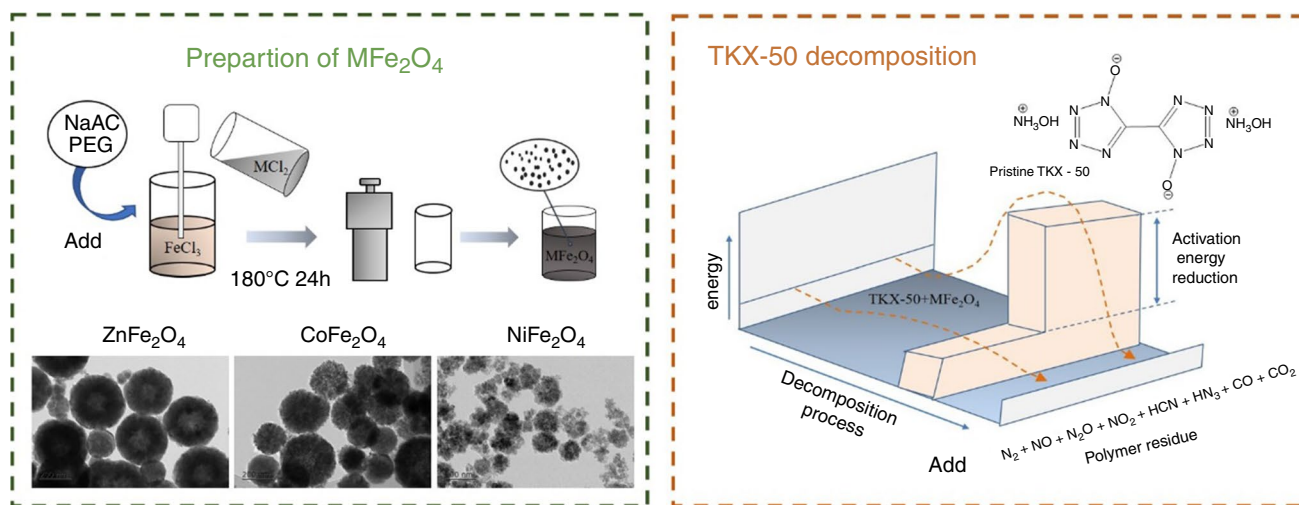 Prepartion of MFe₂O₄
NaAC
PEG
Add
FeCl₃
MCl₂
180°C 24h
MFe₂O₄
ZnFe₂O₄
CoFe₂O₄
NiFe₂O₄
TKX-50 decomposition
O
⊖
N
N
N
N
N
N
N
N
⊕
NH₃OH
⊕
NH₃OH
O
⊖
Pristine TKX - 50
energy
TKX-50+MFe₂O₄
Activation
energy
reduction
Decomposition
process
Add
N₂ + NO + N₂O + NO₂ + HCN + HN₃ + CO + CO₂
Polymer residue